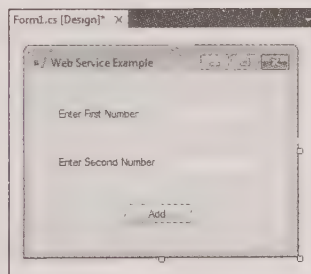 Form1.cs [Design]*
Web Service Example
Enter First Number
Enter Second Number
Add